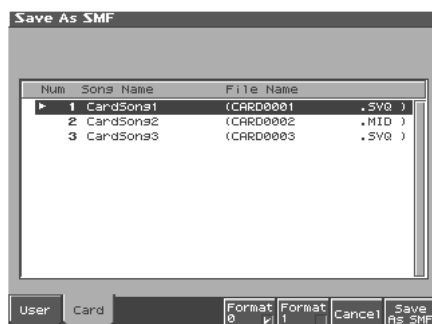 Save As SMF
Num Song Name File Name
1 CardSong1 (CARD0001 .SVQ )
2 CardSong2 (CARD0002 .MID )
3 CardSong3 (CARD0003 .SVQ )
User Card Format 0 Format 1 Cancel Save As SMF